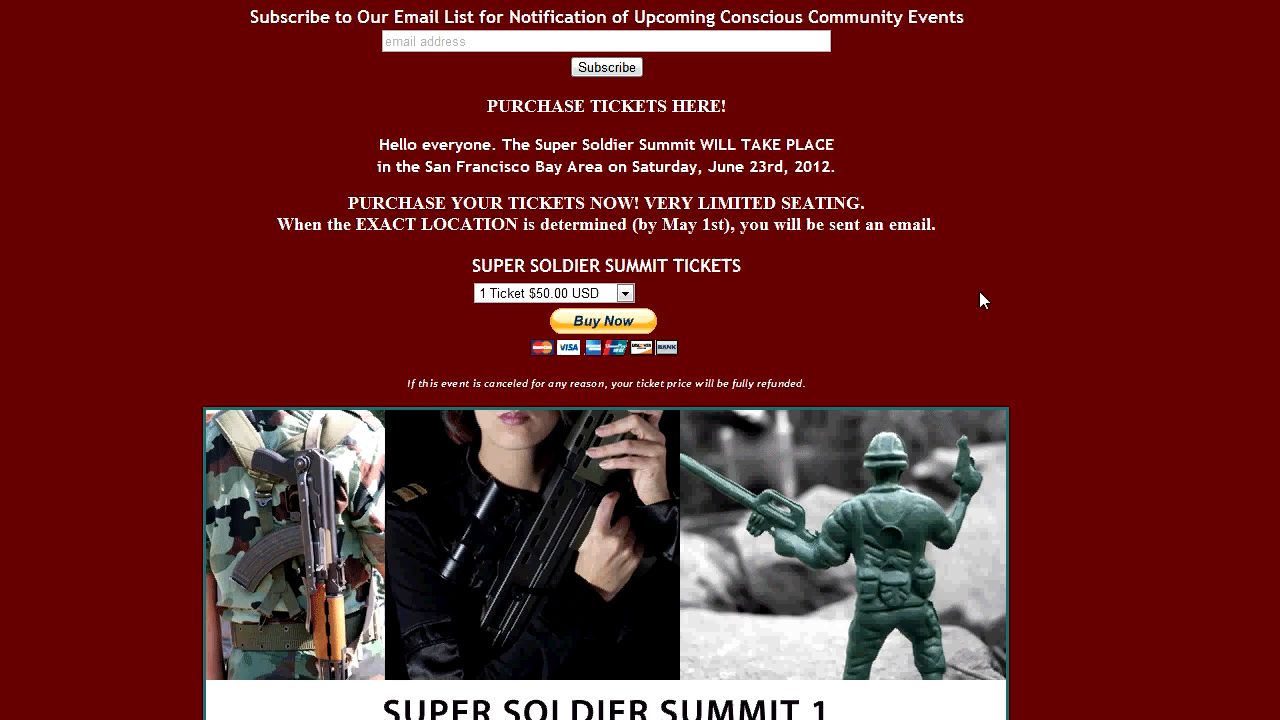 Subscribe to Our Email List for Notification of Upcoming Conscious Community Events
email address
Subscribe
PURCHASE TICKETS HERE!
Hello everyone. The Super Soldier Summit WILL TAKE PLACE
in the San Francisco Bay Area on Saturday, June 23rd, 2012.
PURCHASE YOUR TICKETS NOW! VERY LIMITED SEATING.
When the EXACT LOCATION is determined (by May 1st), you will be sent an email.
SUPER SOLDIER SUMMIT TICKETS
1 Ticket $50.00 USD
Buy Now
VISA
BANK
If this event is canceled for any reason, your ticket price will be fully refunded.
SUPER SOLDIER SUMMIT 1